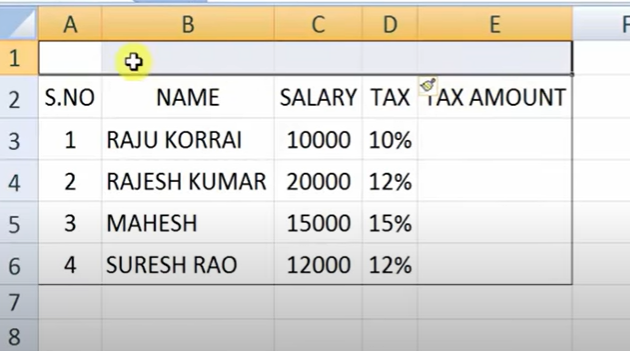 A B C D E F
1
2 S.NO NAME SALARY TAX TAX AMOUNT
3 1 RAJU KORRAI 10000 10%
4 2 RAJESH KUMAR 20000 12%
5 3 MAHESH 15000 15%
6 4 SURESH RAO 12000 12%
7
8